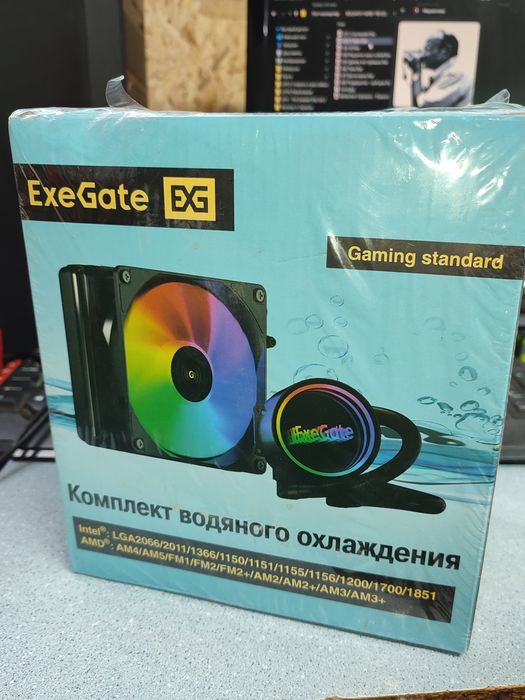 ExeGate EXG
Gaming standard
ExeGate
Комплект водяного охлаждения
Intel®: LGA2066/2011/1366/1150/1151/1155/1156/1200/1700/1851
AMD®: AM4/AM5/FM1/FM2/FM2+/AM2/AM2+/AM3/AM3+